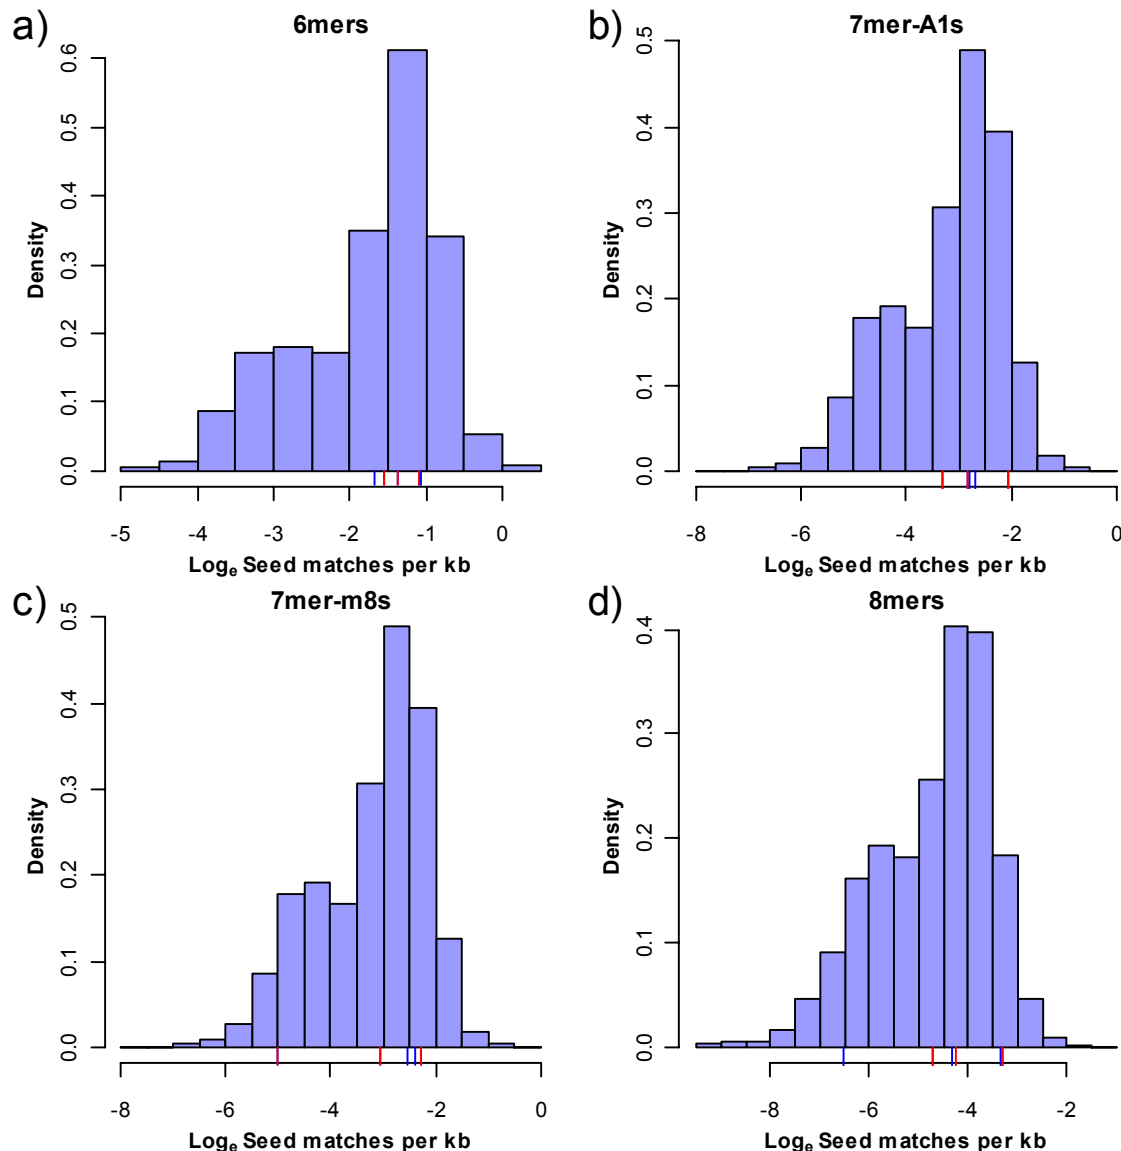 a)
6mers
Density
0.0 0.1 0.2 0.3 0.4 0.5 0.6
-5 -4 -3 -2 -1 0
Logₑ Seed matches per kb
b)
7mer-A1s
Density
0.0 0.1 0.2 0.3 0.4 0.5
-8 -6 -4 -2 0
Logₑ Seed matches per kb
c)
7mer-m8s
Density
0.0 0.1 0.2 0.3 0.4 0.5
-8 -6 -4 -2 0
Logₑ Seed matches per kb
d)
8mers
Density
0.0 0.1 0.2 0.3 0.4
-8 -6 -4 -2
Logₑ Seed matches per kb